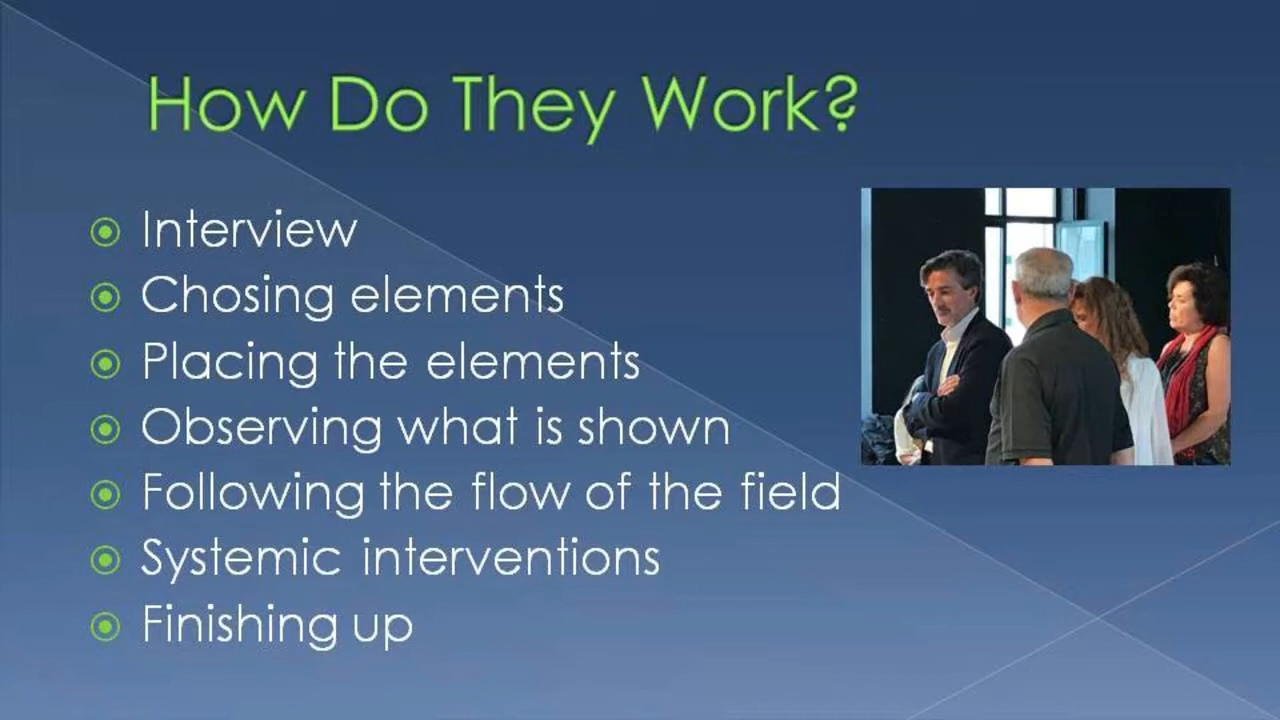 How Do They Work?
Interview
Chosing elements
Placing the elements
Observing what is shown
Following the flow of the field
Systemic interventions
Finishing up